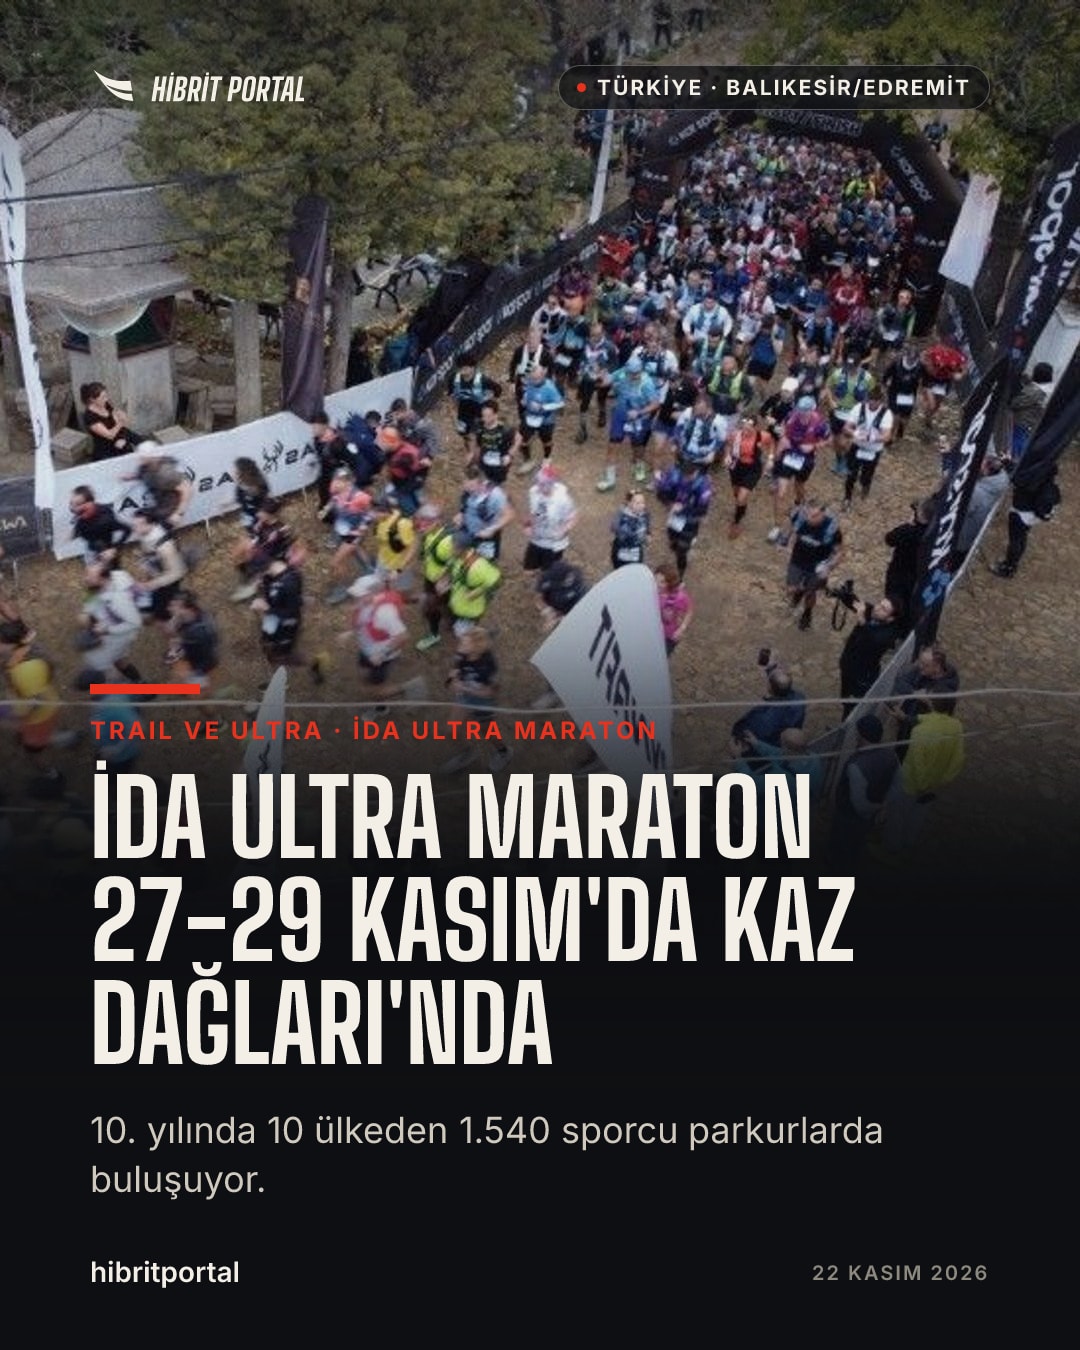 HİBRİT PORTAL
TÜRKİYE · BALIKESİR/EDREMİT
TRAIL VE ULTRA · İDA ULTRA MARATON
İDA ULTRA MARATON
27–29 KASIM'DA KAZ
DAĞLARI'NDA
10. yılında 10 ülkeden 1.540 sporcu parkurlarda
buluşuyor.
hibritportal
22 KASIM 2026